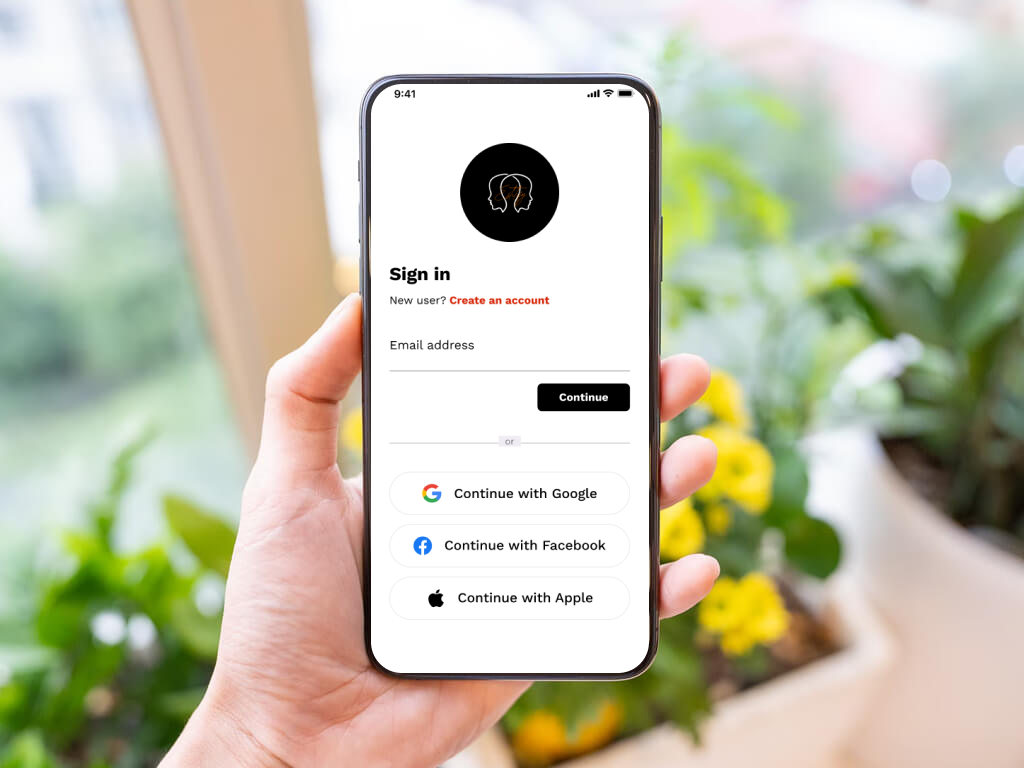 9:41
Sign in
New user? Create an account
Email address
Continue
or
Continue with Google
Continue with Facebook
Continue with Apple